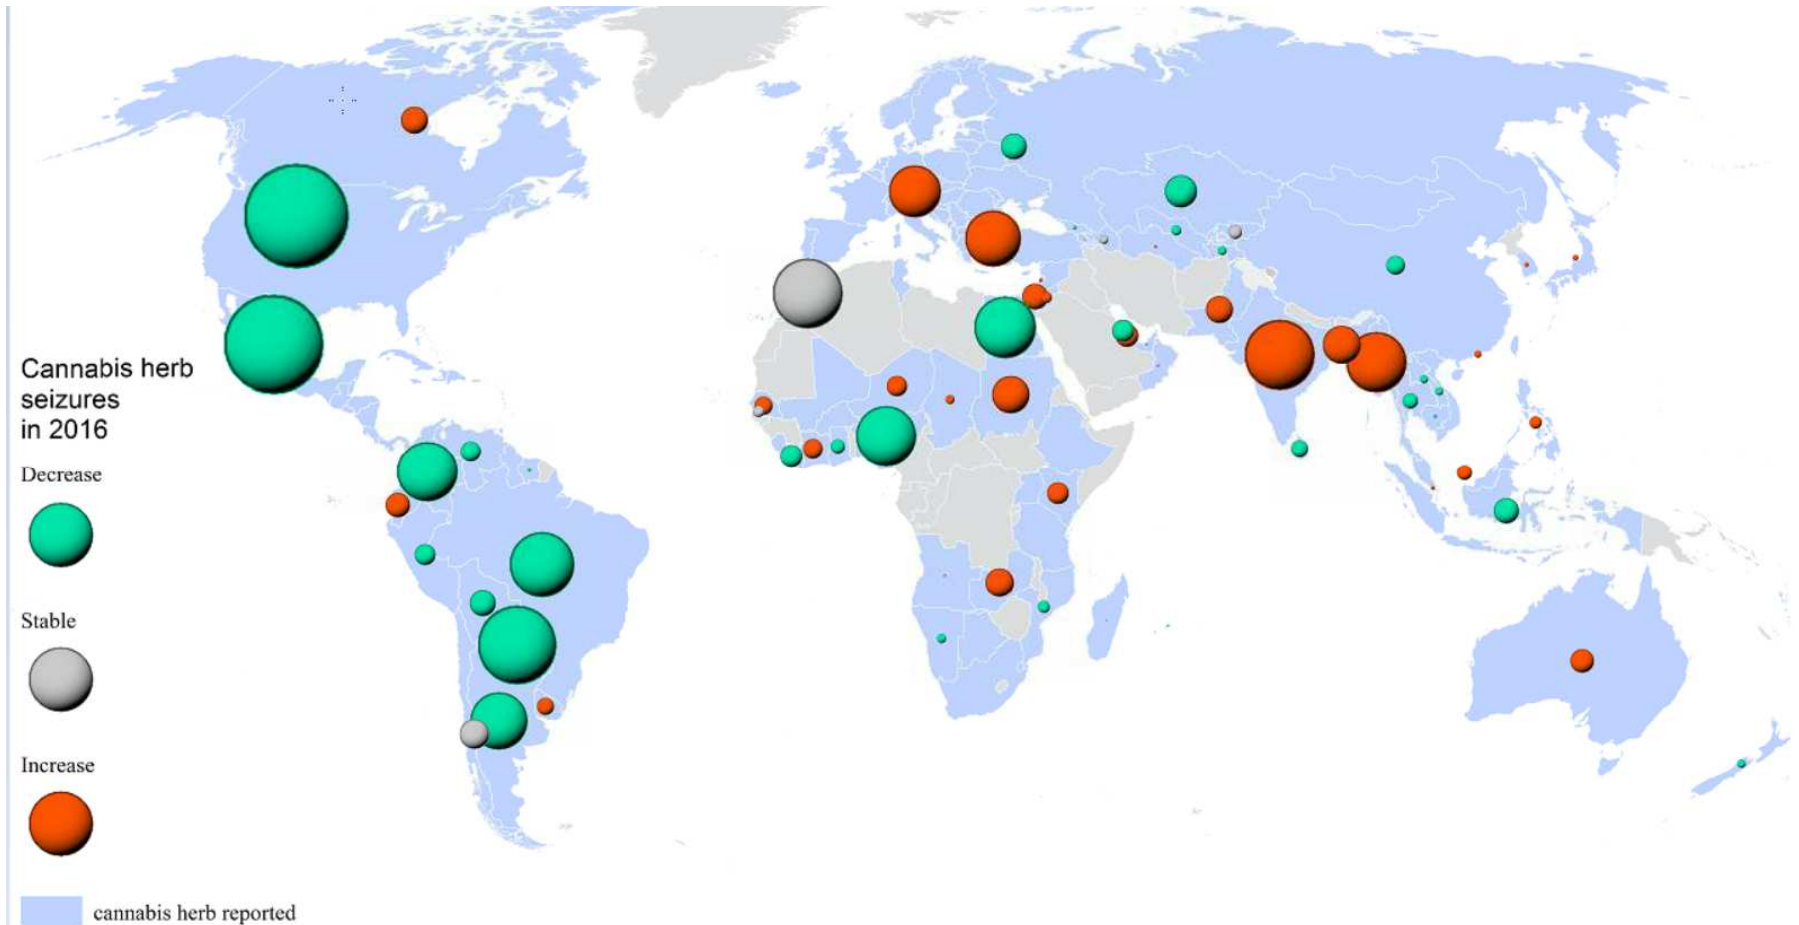 Cannabis herb
seizures
in 2016
Decrease
Stable
Increase
cannabis herb reported